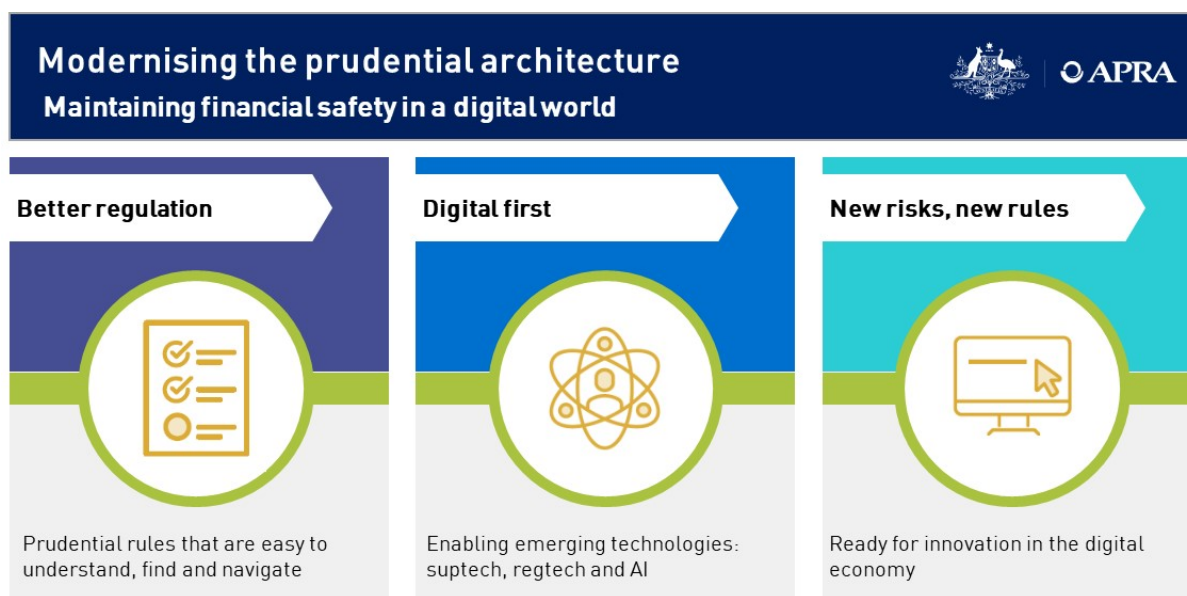 Modernising the prudential architecture
Maintaining financial safety in a digital world
APRA
Better regulation
Prudential rules that are easy to
understand, find and navigate
Digital first
Enabling emerging technologies:
suptech, regtech and AI
New risks, new rules
Ready for innovation in the digital
economy